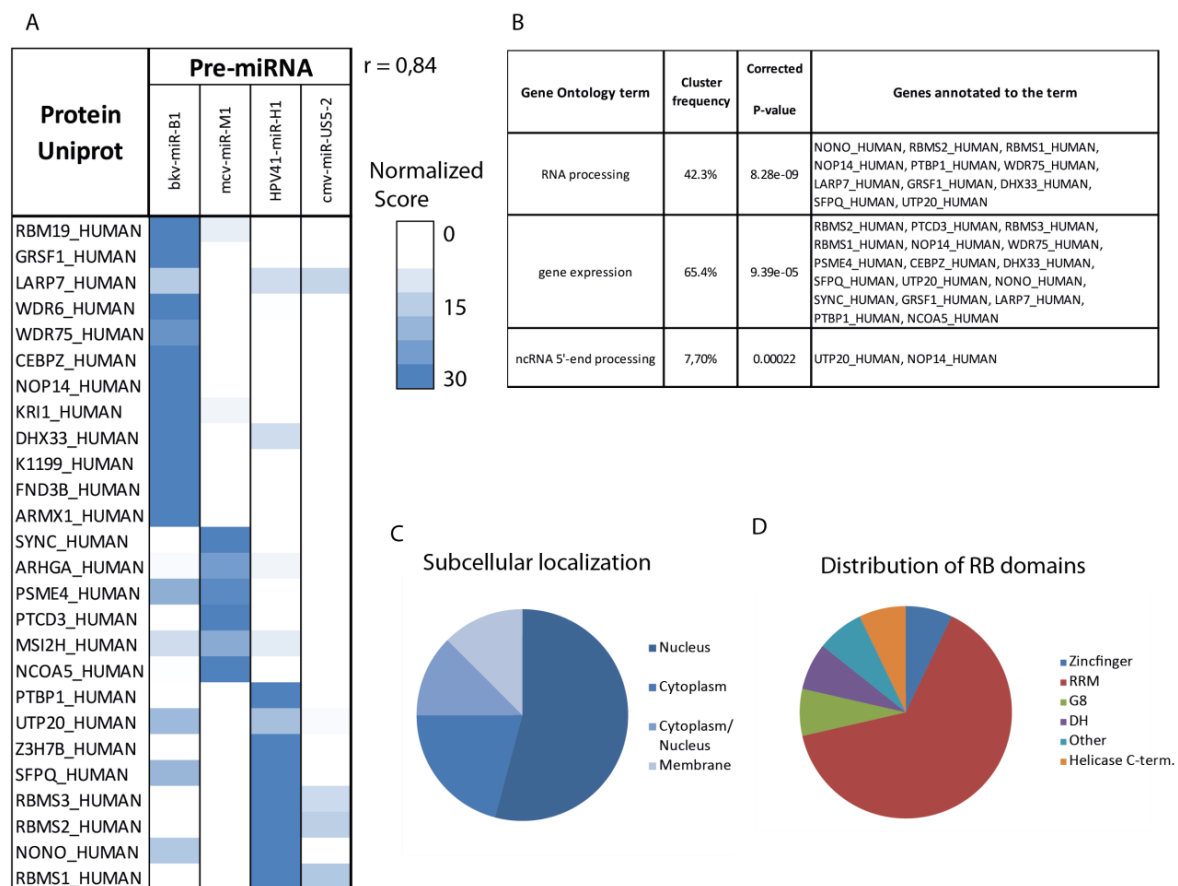 A
Pre-miRNA
r = 0,84
Protein
Uniprot
bkv-miR-B1
mcv-miR-M1
HPV41-miR-H1
cmv-miR-US5-2
Normalized
Score
0
15
30
RBM19_HUMAN
GRSF1_HUMAN
LARP7_HUMAN
WDR6_HUMAN
WDR75_HUMAN
CEBPZ_HUMAN
NOP14_HUMAN
KRI1_HUMAN
DHX33_HUMAN
K1199_HUMAN
FND3B_HUMAN
ARMX1_HUMAN
SYNC_HUMAN
ARHGA_HUMAN
PSME4_HUMAN
PTCD3_HUMAN
MSI2H_HUMAN
NCOA5_HUMAN
PTBP1_HUMAN
UTP20_HUMAN
Z3H7B_HUMAN
SFPQ_HUMAN
RBMS3_HUMAN
RBMS2_HUMAN
NONO_HUMAN
RBMS1_HUMAN
B
Gene Ontology term
Cluster
frequency
Corrected
P-value
Genes annotated to the term
RNA processing
42.3%
8.28e-09
NONO_HUMAN, RBMS2_HUMAN, RBMS1_HUMAN,
NOP14_HUMAN, PTBP1_HUMAN, WDR75_HUMAN,
LARP7_HUMAN, GRSF1_HUMAN, DHX33_HUMAN,
SFPQ_HUMAN, UTP20_HUMAN
gene expression
65.4%
9.39e-05
RBMS2_HUMAN, PTCD3_HUMAN, RBMS3_HUMAN,
RBMS1_HUMAN, NOP14_HUMAN, WDR75_HUMAN,
PSME4_HUMAN, CEBPZ_HUMAN, DHX33_HUMAN,
SFPQ_HUMAN, UTP20_HUMAN, NONO_HUMAN,
SYNC_HUMAN, GRSF1_HUMAN, LARP7_HUMAN,
PTBP1_HUMAN, NCOA5_HUMAN
ncRNA 5'-end processing
7,70%
0.00022
UTP20_HUMAN, NOP14_HUMAN
C
Subcellular localization
Nucleus
Cytoplasm
Cytoplasm/
Nucleus
Membrane
D
Distribution of RB domains
Zincfinger
RRM
G8
DH
Other
Helicase C-term.